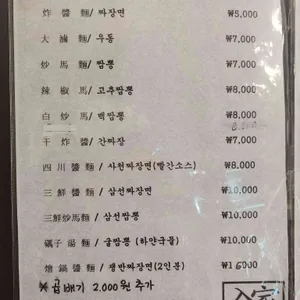 炸醬麵/ 짜장면 ₩5,000
大滷麵/ 우동 ₩7,000
炒馬麵/ 짬뽕 ₩7,000
辣椒馬/ 고추짬뽕 ₩8,000
白炒馬/ 백짬뽕 ₩8,000
干炸醬/ 간짜장 ₩7,000
四川醬麵/ 사천짜장면(빨간소스) ₩8,000
三鮮醬麵/ 삼선짜장면 ₩10,000
三鮮炒馬麵/ 삼선짬뽕 ₩10,000
碼子湯麵/ 굴짬뽕 (하얀국물) ₩10,000
燴鍋醬麵/ 쟁반짜장면(2인분) ₩16000
※ 곱배기 2.000원 추가